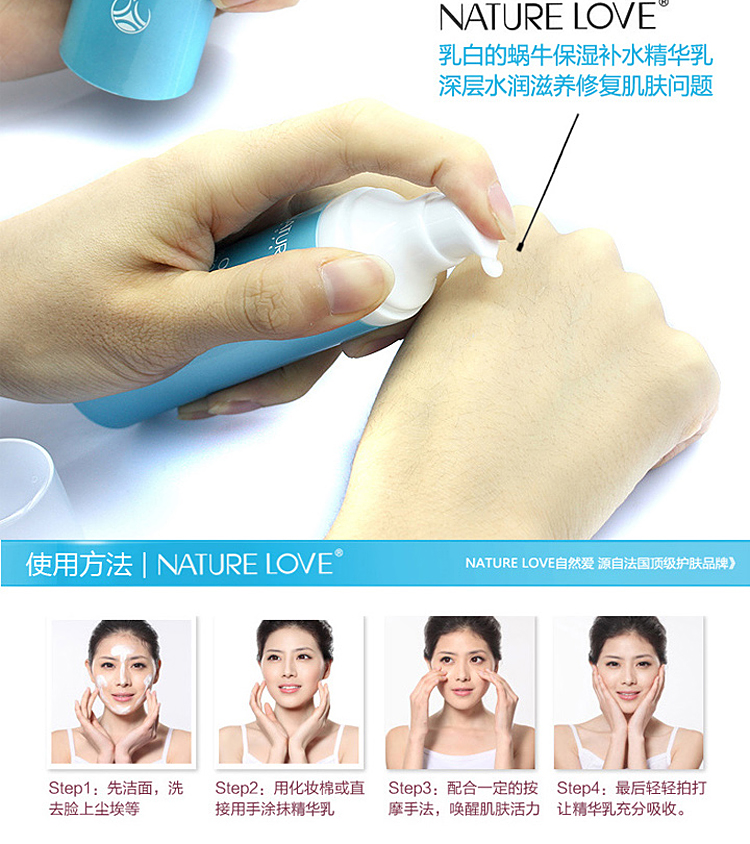 NATURE LOVE®
乳白的蜗牛保湿补水精华乳
深层水润滋养修复肌肤问题
使用方法 | NATURE LOVE®
NATURE LOVE自然爱 源自法国顶级护肤品牌》
Step1：先洁面，洗
去脸上尘埃等
Step2：用化妆棉或直
接用手涂抹精华乳
Step3：配合一定的按
摩手法，唤醒肌肤活力
Step4：最后轻轻拍打
让精华乳充分吸收。